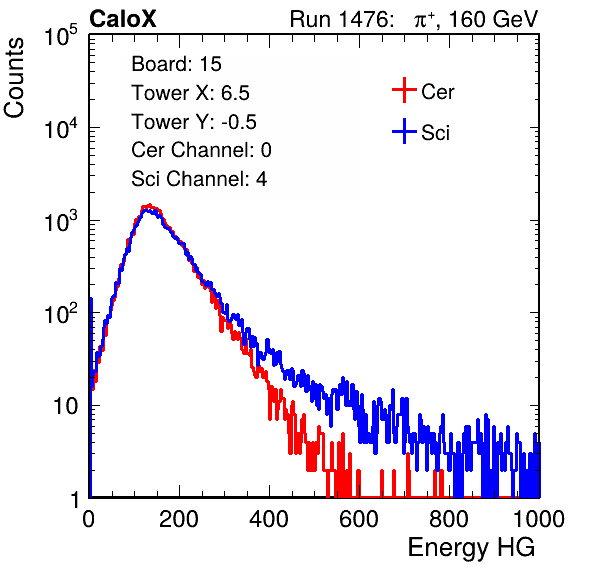 CaloX Run 1476: π⁺, 160 GeV
Counts
10⁵
10⁴
10³
10²
10
1
Board: 15
Tower X: 6.5
Tower Y: -0.5
Cer Channel: 0
Sci Channel: 4
Cer
Sci
0 200 400 600 800 1000
Energy HG